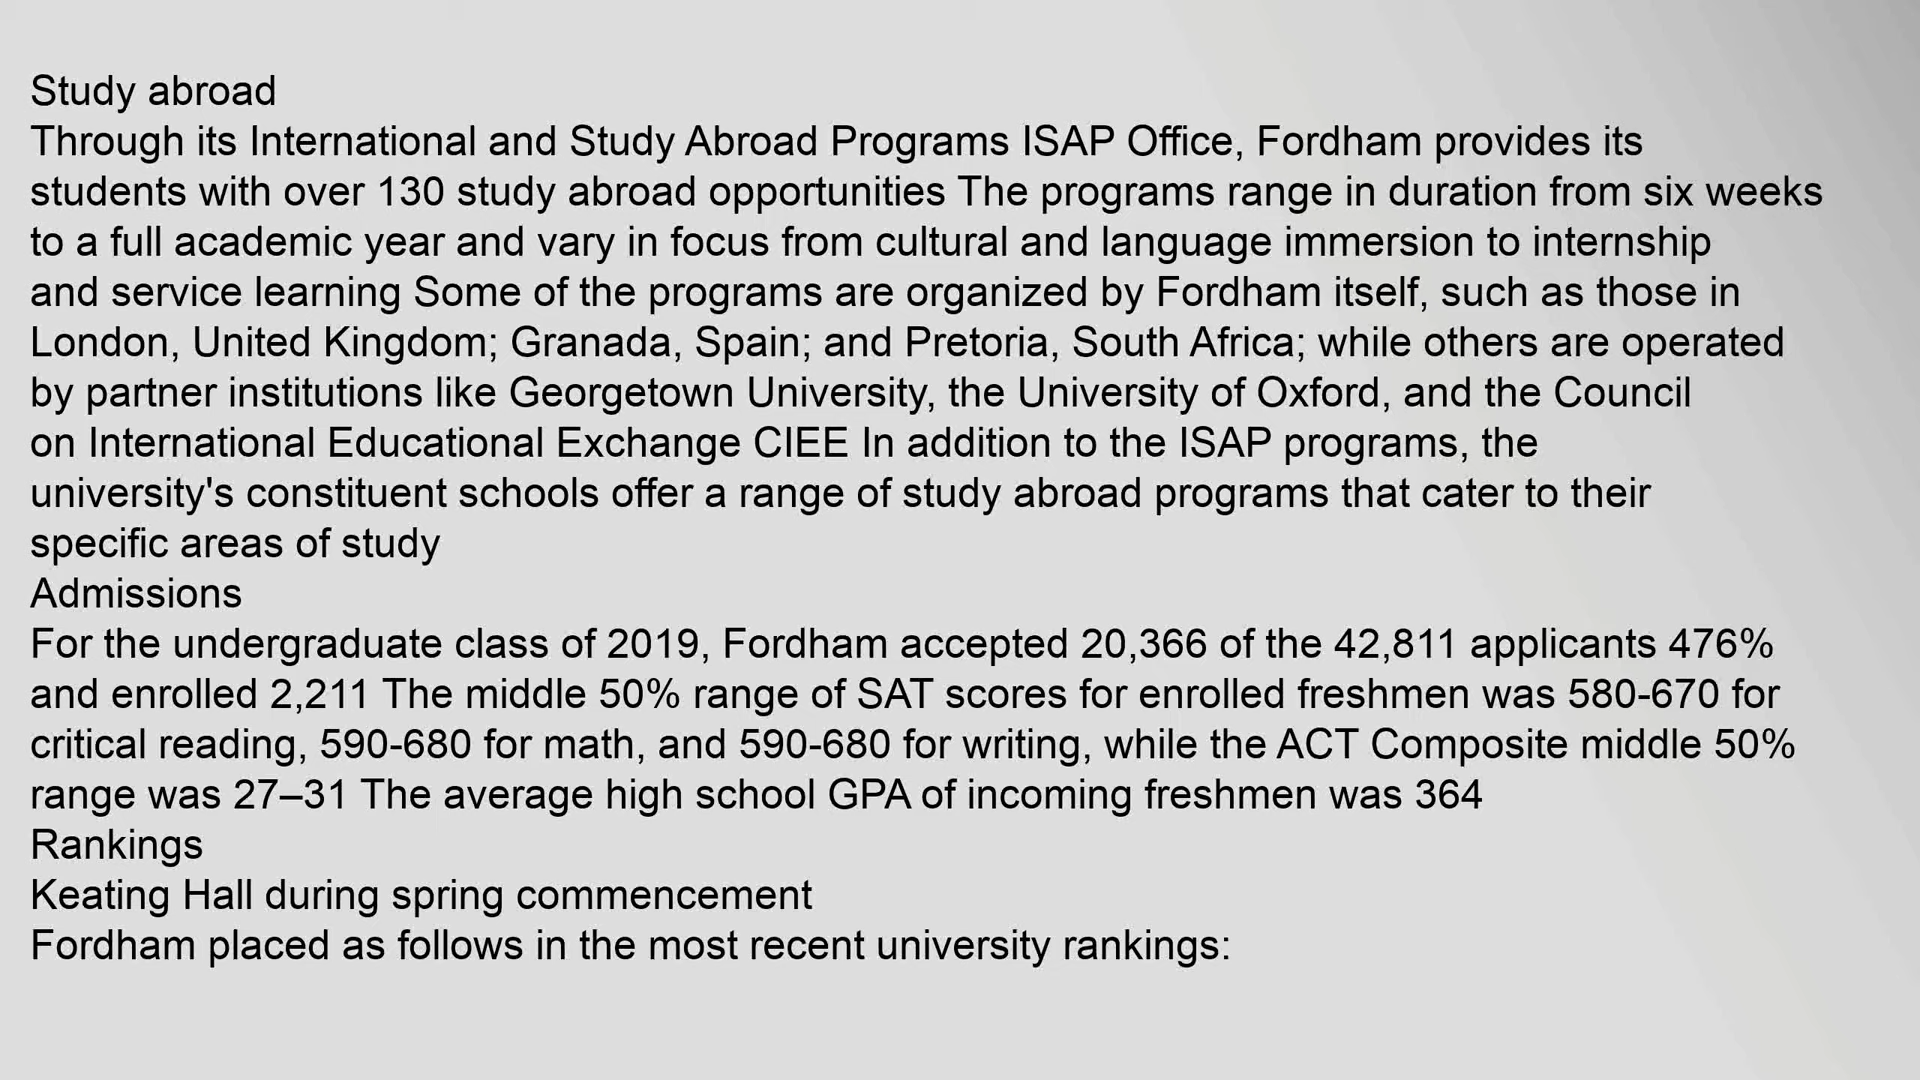 Study abroad
Through its International and Study Abroad Programs ISAP Office, Fordham provides its
students with over 130 study abroad opportunities The programs range in duration from six weeks
to a full academic year and vary in focus from cultural and language immersion to internship
and service learning Some of the programs are organized by Fordham itself, such as those in
London, United Kingdom; Granada, Spain; and Pretoria, South Africa; while others are operated
by partner institutions like Georgetown University, the University of Oxford, and the Council
on International Educational Exchange CIEE In addition to the ISAP programs, the
university's constituent schools offer a range of study abroad programs that cater to their
specific areas of study
Admissions
For the undergraduate class of 2019, Fordham accepted 20,366 of the 42,811 applicants 476%
and enrolled 2,211 The middle 50% range of SAT scores for enrolled freshmen was 580-670 for
critical reading, 590-680 for math, and 590-680 for writing, while the ACT Composite middle 50%
range was 27–31 The average high school GPA of incoming freshmen was 364
Rankings
Keating Hall during spring commencement
Fordham placed as follows in the most recent university rankings: